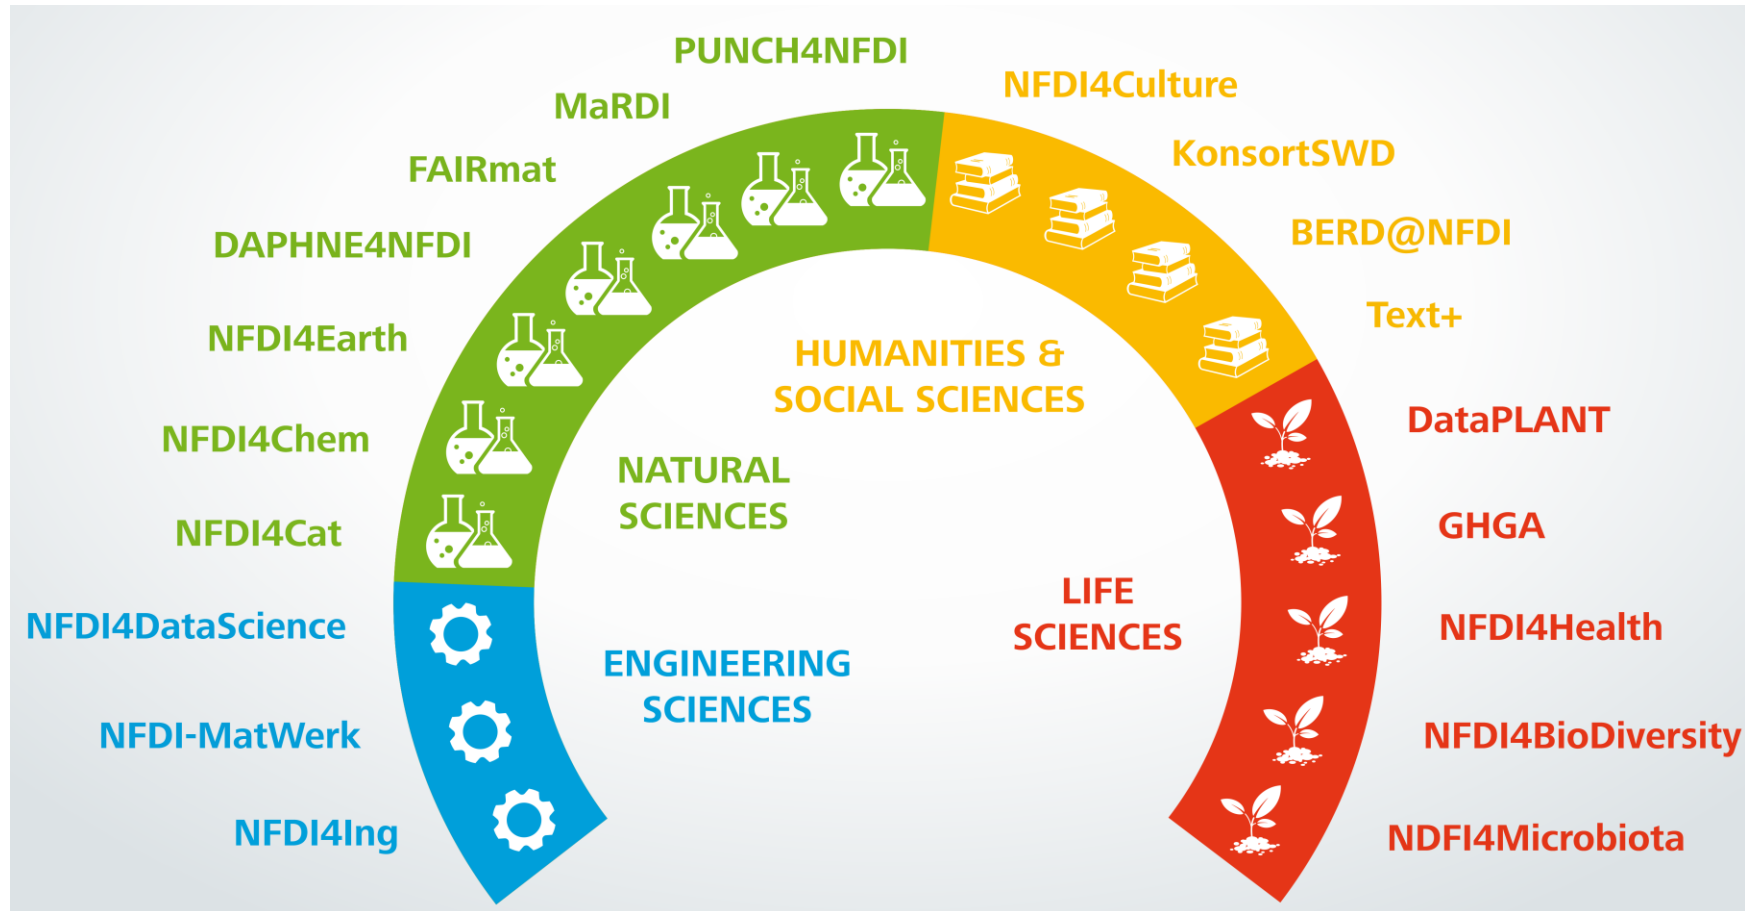 PUNCH4NFDI
MaRDI
FAIRmat
DAPHNE4NFDI
NFDI4Earth
NFDI4Chem
NFDI4Cat
NFDI4DataScience
NFDI-MatWerk
NFDI4Ing
NFDI4Culture
KonsortSWD
BERD@NFDI
Text+
DataPLANT
GHGA
NFDI4Health
NFDI4BioDiversity
NDFI4Microbiota
HUMANITIES &
SOCIAL SCIENCES
NATURAL
SCIENCES
ENGINEERING
SCIENCES
LIFE
SCIENCES